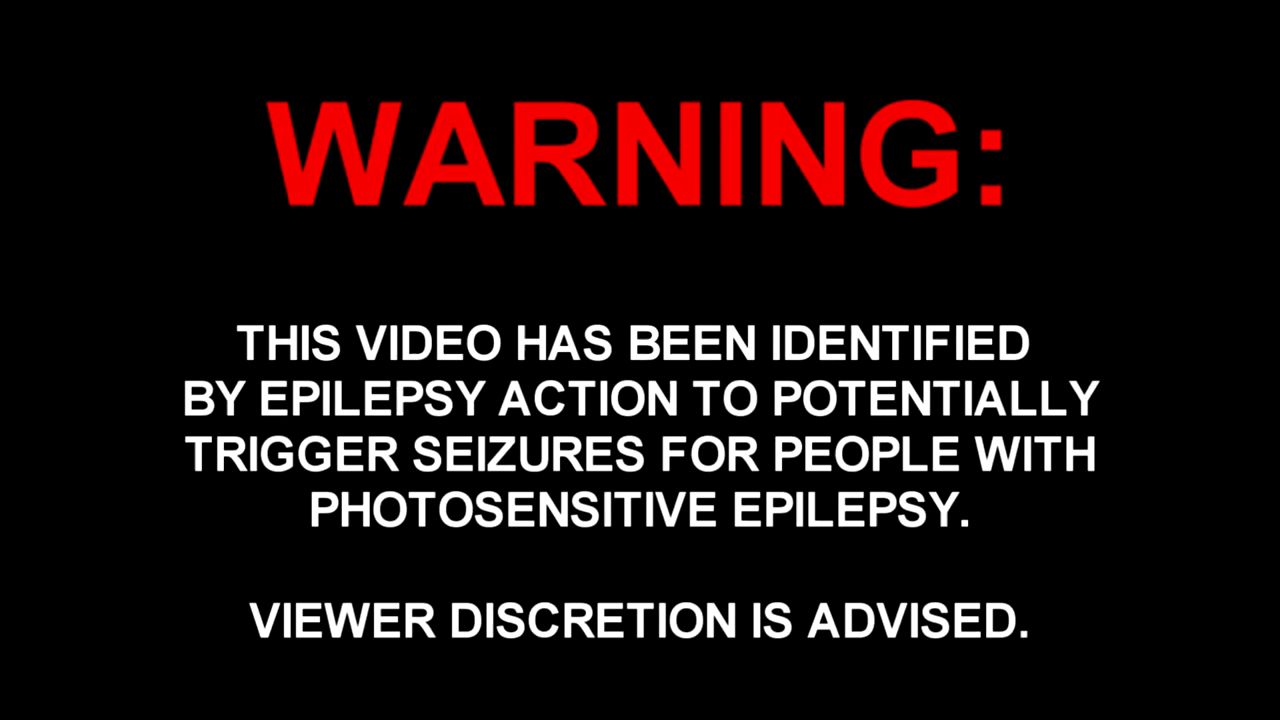 WARNING:
THIS VIDEO HAS BEEN IDENTIFIED
BY EPILEPSY ACTION TO POTENTIALLY
TRIGGER SEIZURES FOR PEOPLE WITH
PHOTOSENSITIVE EPILEPSY.
VIEWER DISCRETION IS ADVISED.